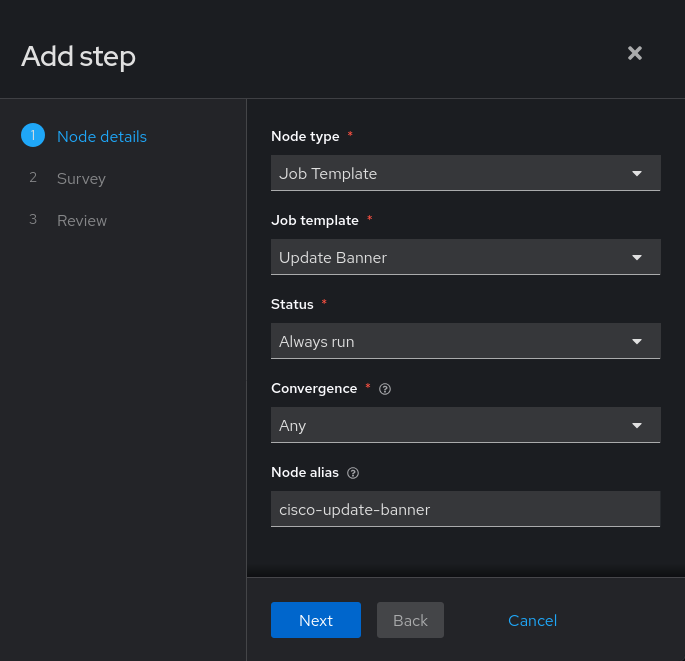 Add step
1 Node details
2 Survey
3 Review
Node type *
Job Template
Job template *
Update Banner
Status *
Always run
Convergence * ?
Any
Node alias ?
cisco-update-banner
Next Back Cancel